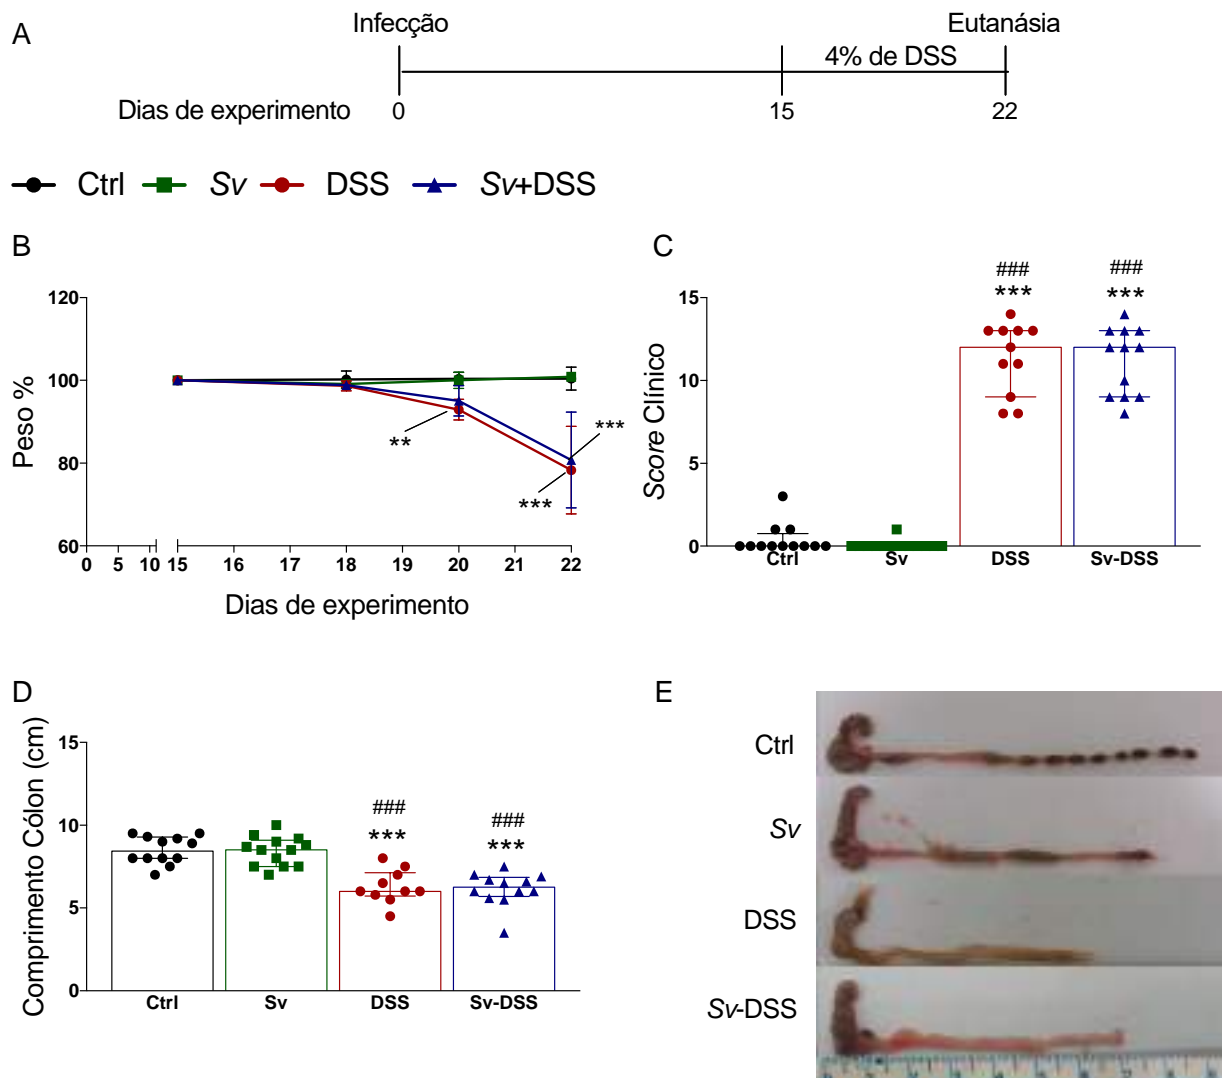 A
Infecção
Eutanásia
4% de DSS
Dias de experimento
0
15
22
Ctrl
Sv
DSS
Sv+DSS
B
Peso %
120
100
80
60
**
***
***
0 5 10 15 16 17 18 19 20 21 22
Dias de experimento
C
Score Clínico
15
10
5
0
###
***
###
***
Ctrl
Sv
DSS
Sv-DSS
D
Comprimento Cólon (cm)
15
10
5
0
###
***
###
***
Ctrl
Sv
DSS
Sv-DSS
E
Ctrl
Sv
DSS
Sv-DSS